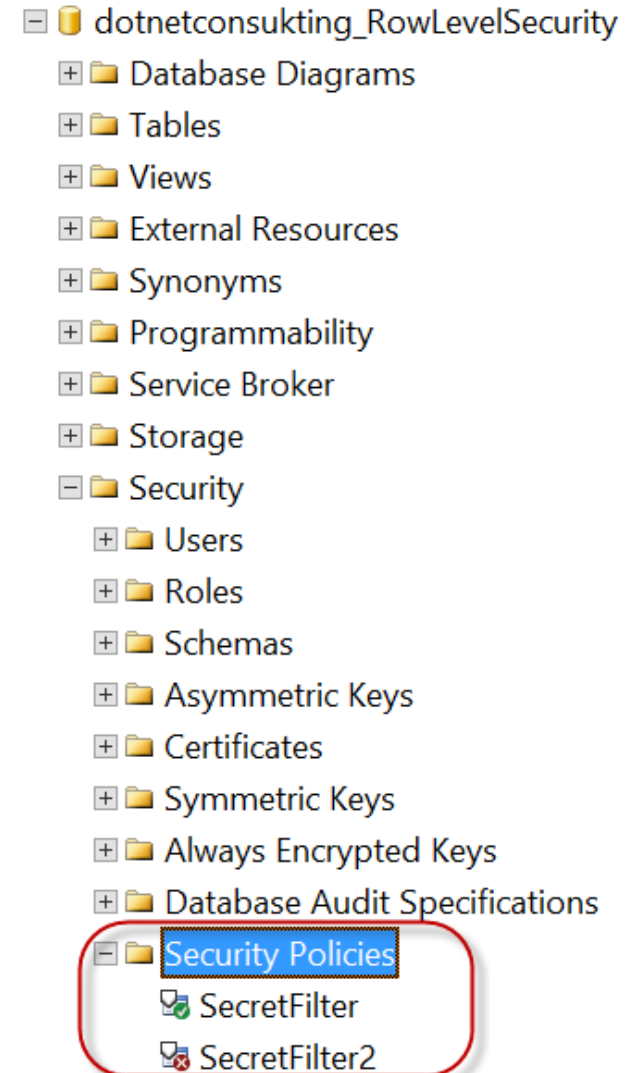 dotnetconsukting_RowLevelSecurity
Database Diagrams
Tables
Views
External Resources
Synonyms
Programmability
Service Broker
Storage
Security
Users
Roles
Schemas
Asymmetric Keys
Certificates
Symmetric Keys
Always Encrypted Keys
Database Audit Specifications
Security Policies
SecretFilter
SecretFilter2